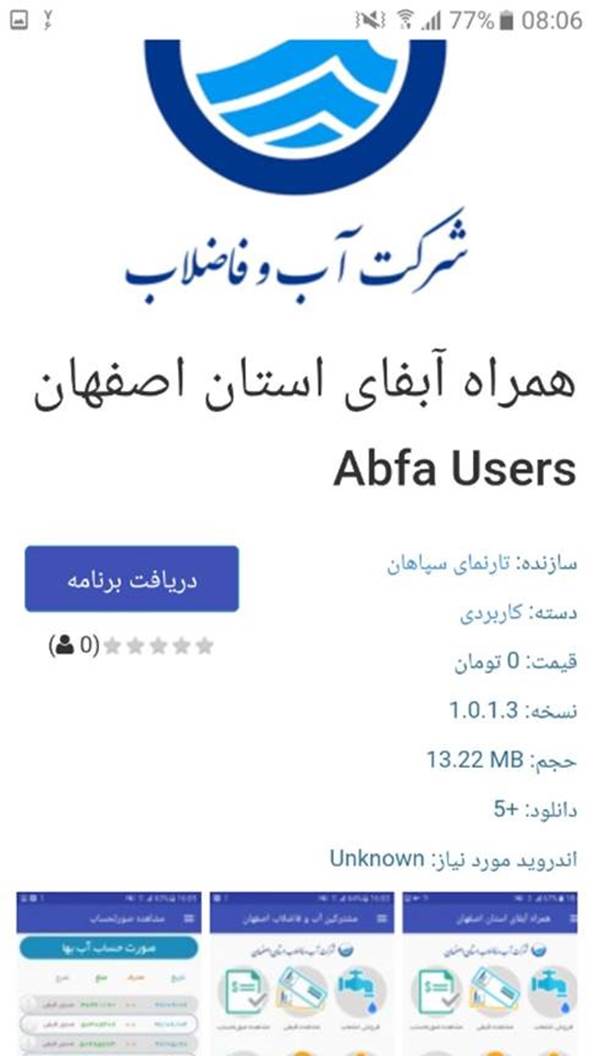 77% 08:06
شرکت آب و فاضلاب
همراه آبفای استان اصفهان
Abfa Users
سازنده: تارنمای سپاهان
دریافت برنامه
دسته: کاربردی
(0)
قیمت: 0 تومان
نسخه: 1.0.1.3
حجم: 13.22 MB
دانلود: +5
اندروید مورد نیاز: Unknown
همراه آبفای استان اصفهان
مشترکین آب و فاضلاب اصفهان
مشاهده صورتحساب
صورت حساب آب بها